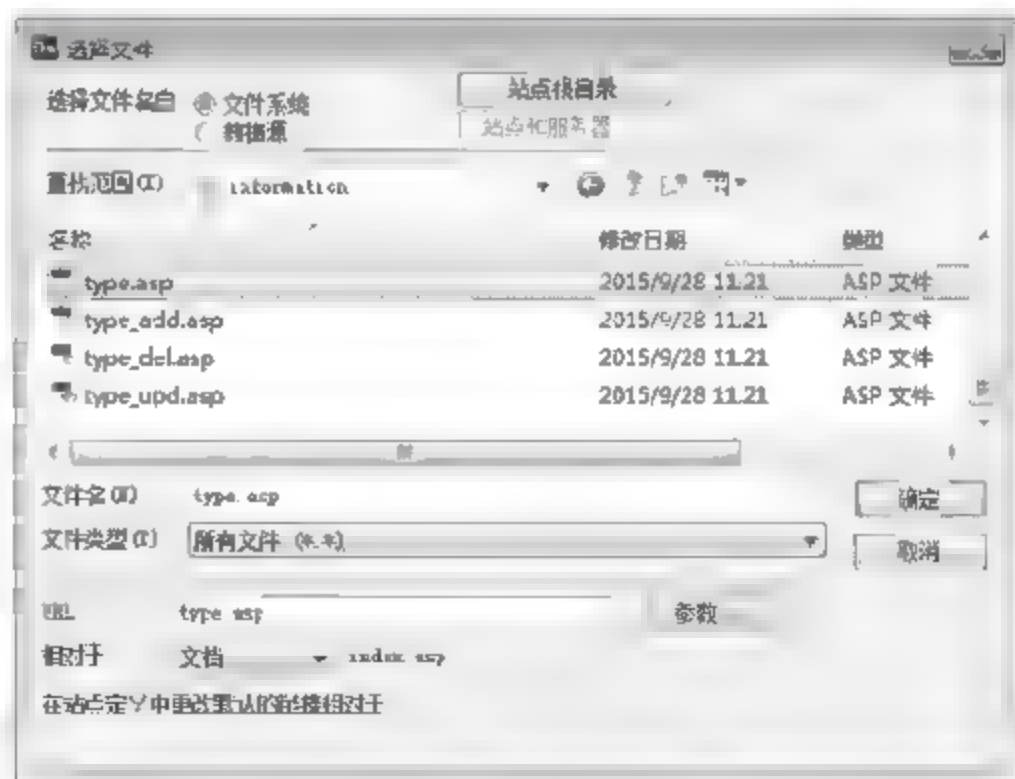 选择文件
选择文件名自 文件系统 站点根目录
数据源 站点和服务器
查找范围(I) information
名称 修改日期 类型
type.asp 2015/9/28 11:21 ASP 文件
type_add.asp 2015/9/28 11:21 ASP 文件
type_del.asp 2015/9/28 11:21 ASP 文件
type_upd.asp 2015/9/28 11:21 ASP 文件
文件名(N) type.asp 确定
文件类型(T) 所有文件 (*.*) 取消
URL type.asp 参数
相对于 文档 index.asp
在站点定义中更改默认的链接相对于